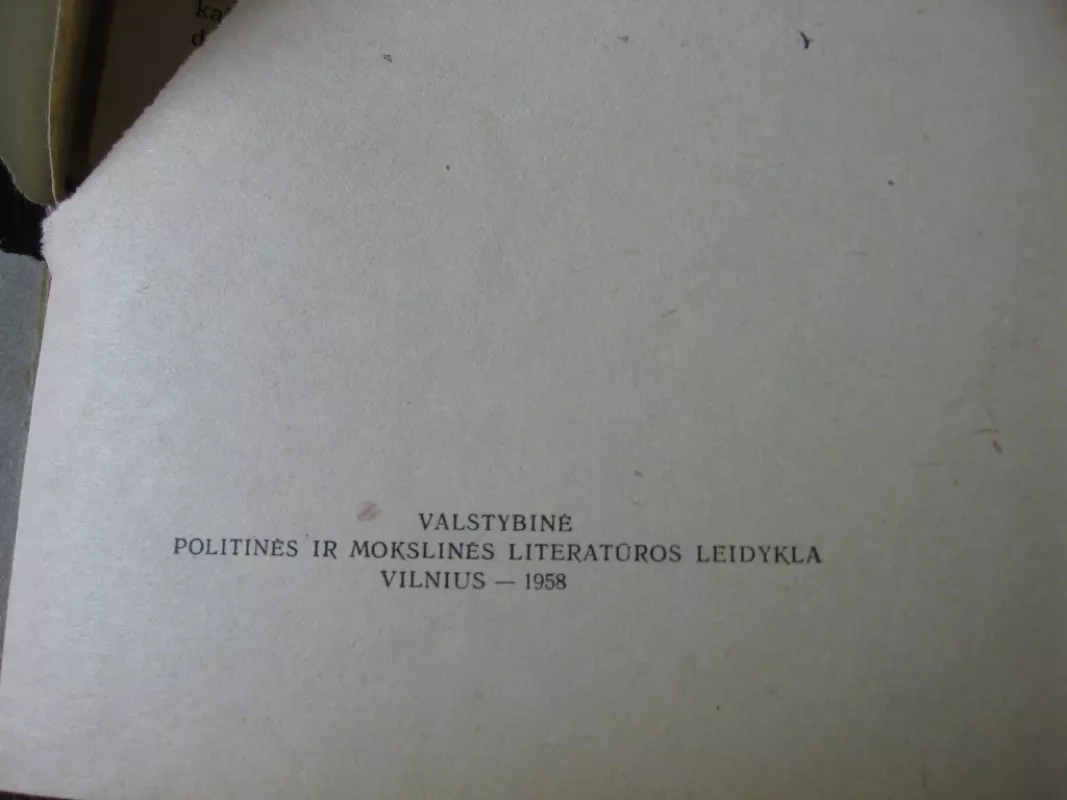 VALSTYBINĖ
POLITINĖS IR MOKSLINĖS LITERATŪROS LEIDYKLA
VILNIUS — 1958